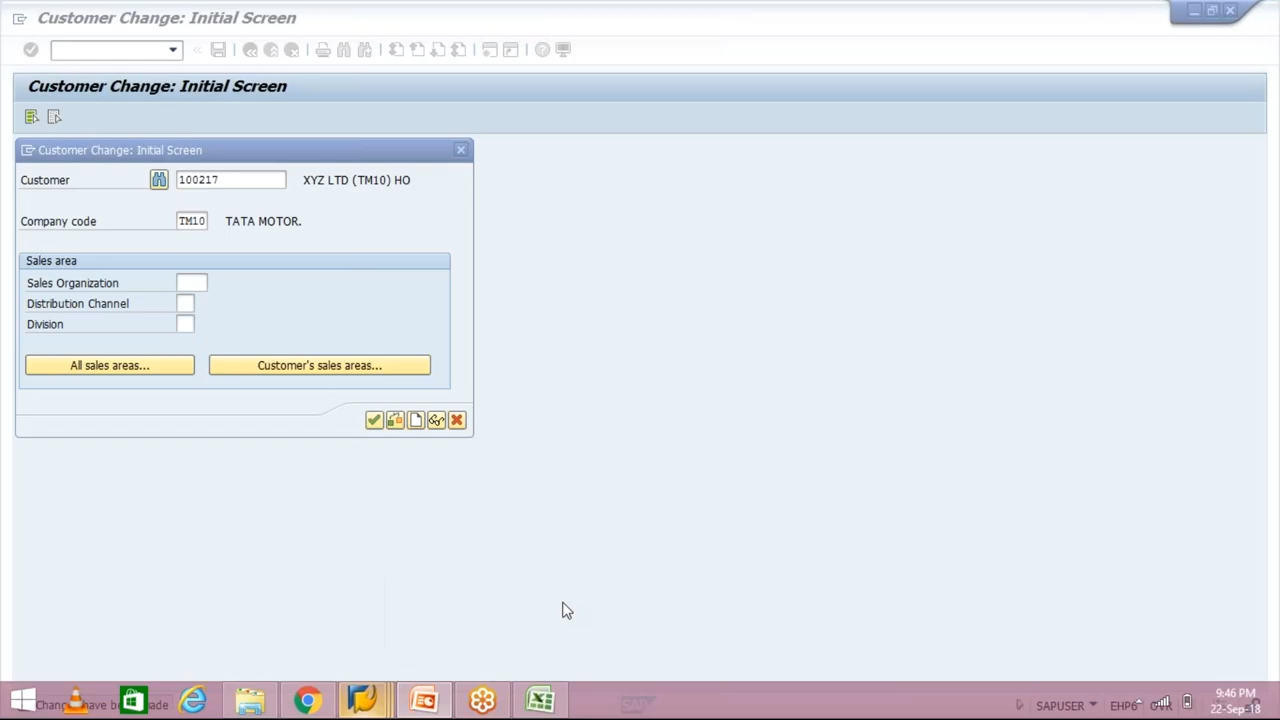 Customer Change: Initial Screen
Customer Change: Initial Screen
Customer Change: Initial Screen
Customer 100217 XYZ LTD (TM10) HO
Company code TM10 TATA MOTOR.
Sales area
Sales Organization
Distribution Channel
Division
All sales areas... Customer's sales areas...
9:46 PM
SAPUSER EHP6
22-Sep-18